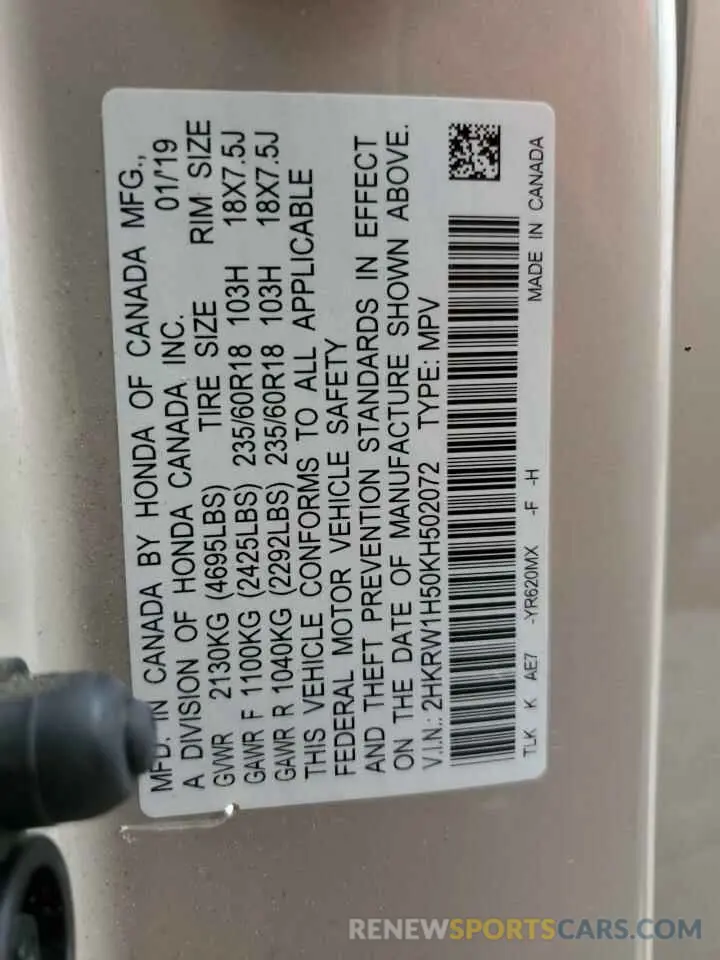 MFD. IN CANADA BY HONDA OF CANADA MFG.,
A DIVISION OF HONDA CANADA INC. 01/'19
GVWR 2130KG (4695LBS) TIRE SIZE RIM SIZE
GAWR F 1100KG (2425LBS) 235/60R18 103H 18X7.5J
GAWR R 1040KG (2292LBS) 235/60R18 103H 18X7.5J
THIS VEHICLE CONFORMS TO ALL APPLICABLE
FEDERAL MOTOR VEHICLE SAFETY
AND THEFT PREVENTION STANDARDS IN EFFECT
ON THE DATE OF MANUFACTURE SHOWN ABOVE.
V.I.N.: 2HKRW1H50KH502072 TYPE: MPV
TLK K AE7 -YR620MX -F -H MADE IN CANADA
RENEWSPORTSCARS.COM